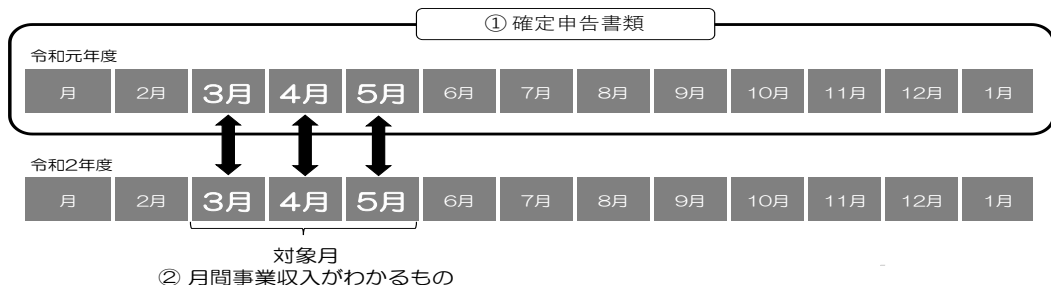 ① 確定申告書類
令和元年度
月 2月 3月 4月 5月 6月 7月 8月 9月 10月 11月 12月 1月
令和2年度
月 2月 3月 4月 5月 6月 7月 8月 9月 10月 11月 12月 1月
対象月
② 月間事業収入がわかるもの